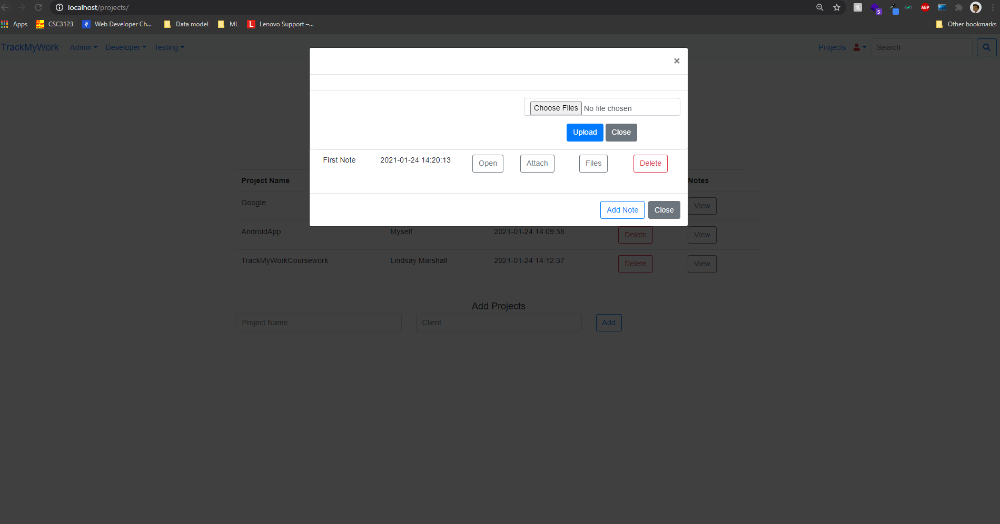 localhost/projects/
5
ABP
Apps CSC3123 Web Developer Ch... Data model ML L Lenovo Support –... Other bookmarks
TrackMyWork Admin Developer Testing Projects Search
×
Choose Files No file chosen
Upload Close
First Note 2021-01-24 14:20:13 Open Attach Files Delete
Project Name Notes
Google View
Add Note Close
AndroidApp Myself 2021-01-24 14:09:58 Delete View
TrackMyWorkCoursework Lindsay Marshall 2021-01-24 14:12:37 Delete View
Add Projects
Project Name Client Add